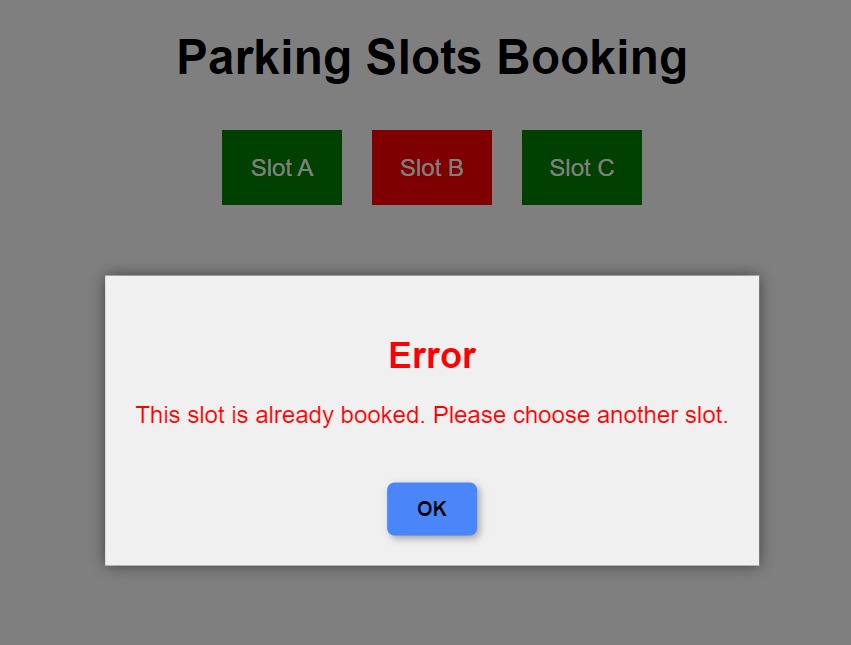 Parking Slots Booking
Slot A Slot B Slot C
Error
This slot is already booked. Please choose another slot.
OK